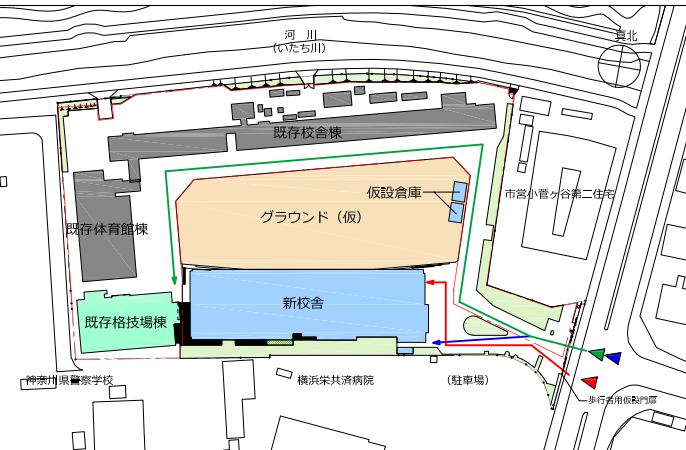 河　川
（いたち川）
真北
既存校舎棟
仮設倉庫
市営小菅ヶ谷第二住宅
グラウンド（仮）
既存体育館棟
新校舎
既存格技場棟
神奈川県警察学校
横浜栄共済病院
（駐車場）
歩行者用仮設門扉